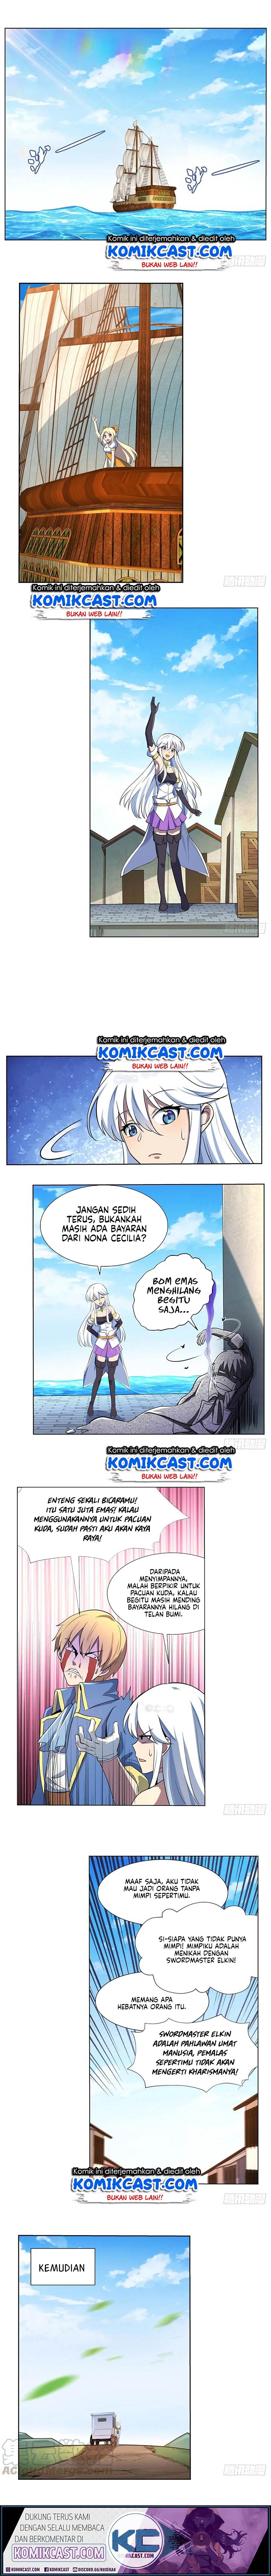 Komik ini diterjemahkan & diedit oleh
KOMIKCAST.COM
BUKAN WEB LAIN!!
Komik ini diterjemahkan & diedit oleh
KOMIKCAST.COM
BUKAN WEB LAIN!!
Komik ini diterjemahkan & diedit oleh
KOMIKCAST.COM
BUKAN WEB LAIN!!
JANGAN SEDIH
TERUS, BUKANKAH
MASIH ADA BAYARAN
DARI NONA CECILIA?
BOM EMAS
MENGHILANG
BEGITU
SAJA...
Komik ini diterjemahkan & diedit oleh
KOMIKCAST.COM
BUKAN WEB LAIN!!
ENTENG SEKALI BICARAMU!
ITU SATU JUTA EMAS! KALAU
MENGGUNAKANNYA UNTUK PACUAN
KUDA, SUDAH PASTI AKU AKAN KAYA
RAYA!
DARIPADA
MENYIMPANNYA,
MALAH BERPIKIR UNTUK
PACUAN KUDA, KALAU
BEGITU MASIH MENDING
BAYARANNYA HILANG DI
TELAN BUMI.
MAAF SAJA, AKU TIDAK
MAU JADI ORANG TANPA
MIMPI SEPERTIMU.
SI-SIAPA YANG TIDAK PUNYA
MIMPI! MIMPIKU ADALAH
MENIKAH DENGAN
SWORDMASTER ELKIN!
MEMANG APA
HEBATNYA ORANG ITU.
SWORDMASTER ELKIN
ADALAH PAHLAWAN UMAT
MANUSIA, PEMALAS
SEPERTIMU TIDAK AKAN
MENGERTI KHARISMANYA!
Komik ini diterjemahkan & diedit oleh
KOMIKCAST.COM
BUKAN WEB LAIN!!
KEMUDIAN
DUKUNG TERUS KAMI
DENGAN SELALU MEMBACA
DAN BERKOMENTAR DI
KOMIKCAST.COM
KC